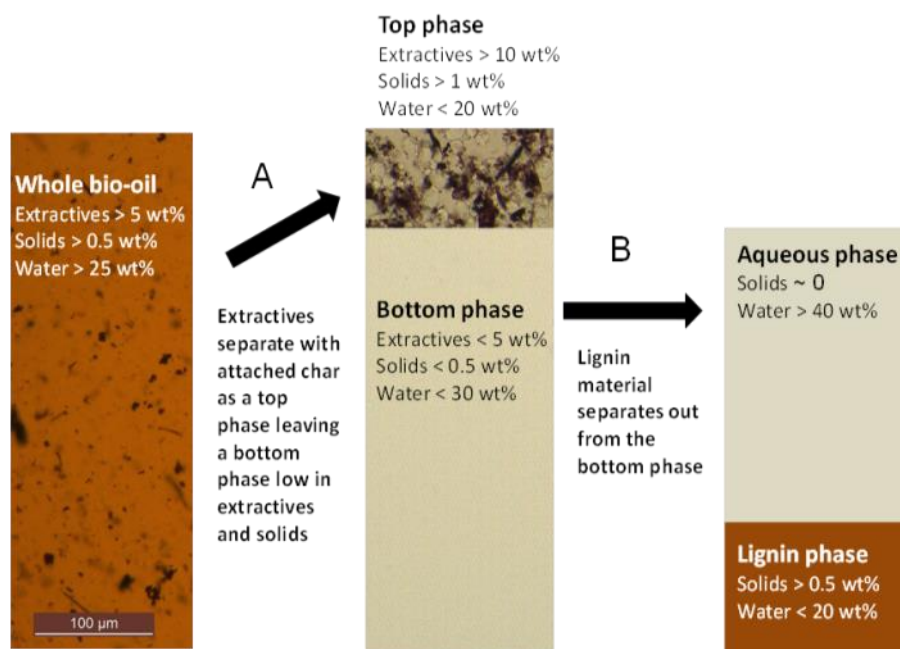 Whole bio-oil
Extractives > 5 wt%
Solids > 0.5 wt%
Water > 25 wt%
100 µm
A
Extractives
separate with
attached char
as a top
phase leaving
a bottom
phase low in
extractives
and solids
Top phase
Extractives > 10 wt%
Solids > 1 wt%
Water < 20 wt%
Bottom phase
Extractives < 5 wt%
Solids < 0.5 wt%
Water < 30 wt%
B
Lignin
material
separates out
from the
bottom phase
Aqueous phase
Solids ~ 0
Water > 40 wt%
Lignin phase
Solids > 0.5 wt%
Water < 20 wt%